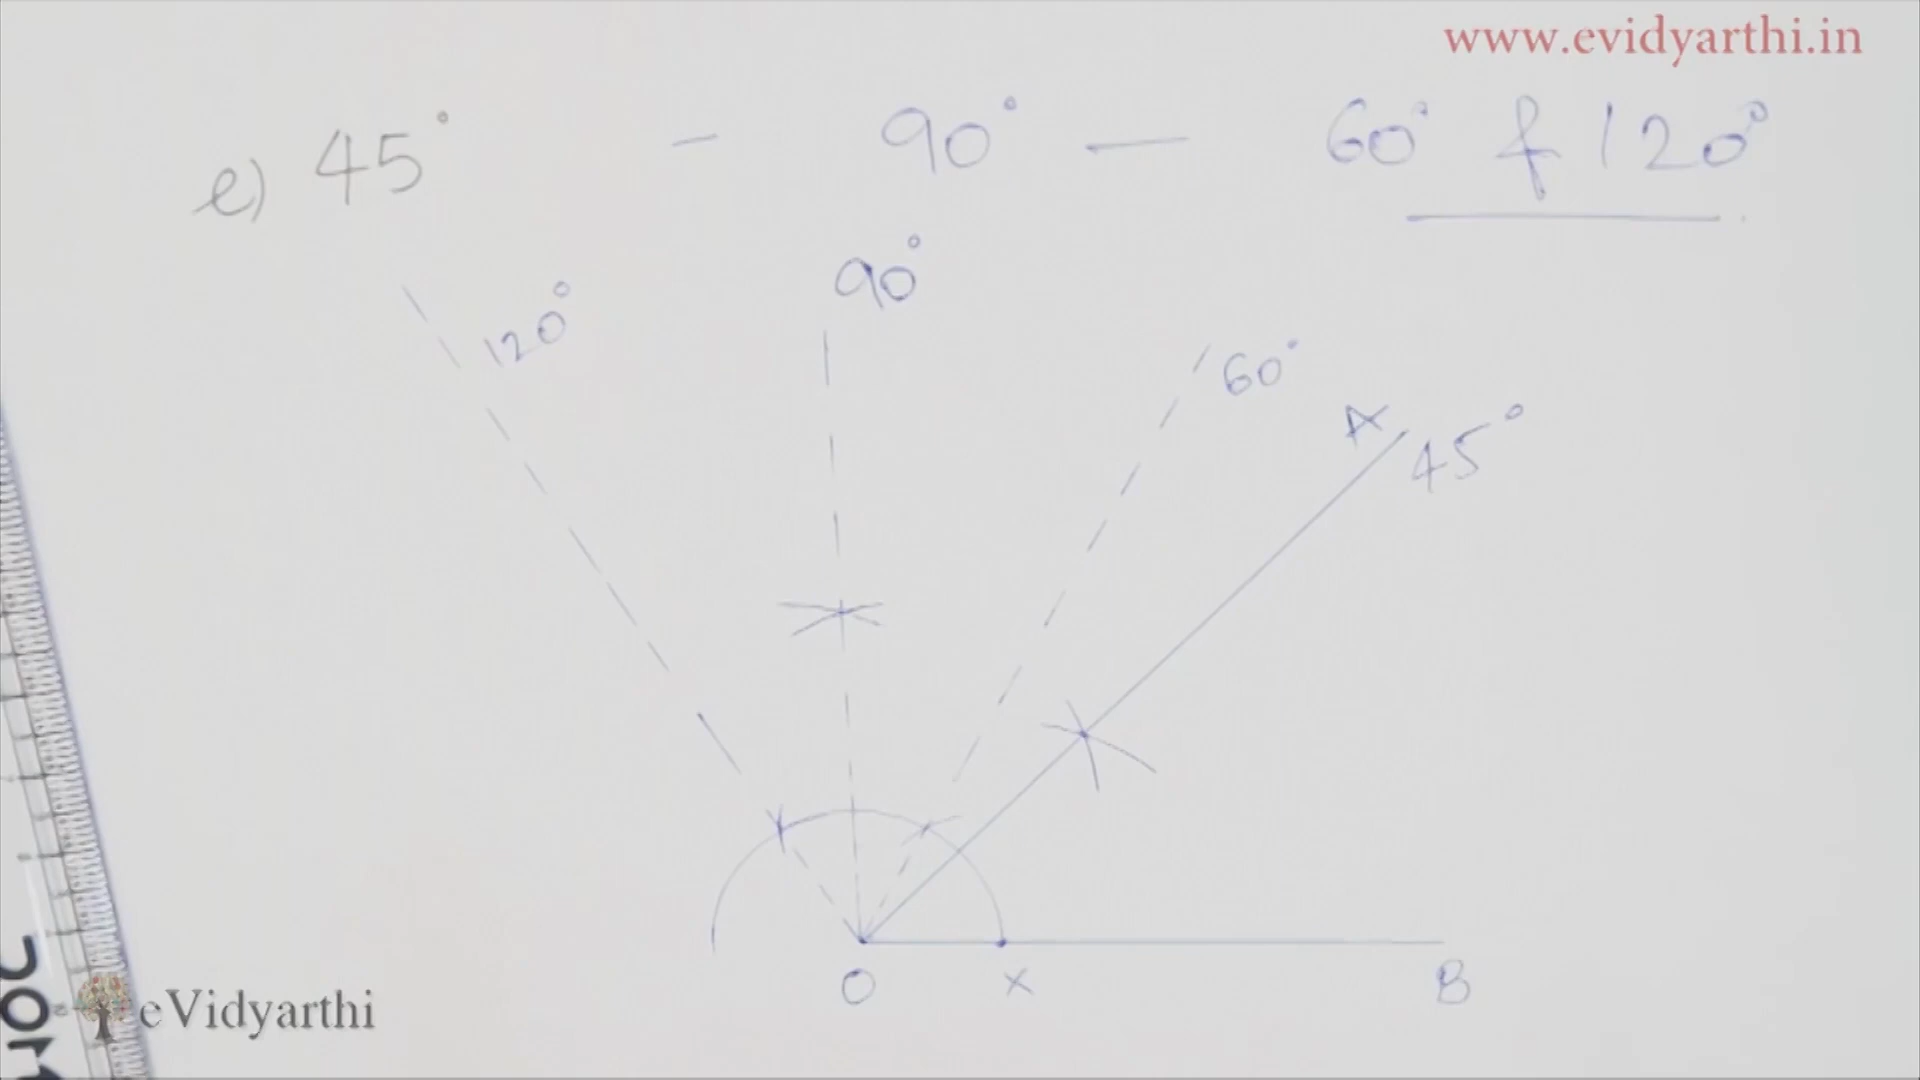 www.evidyarthi.in
e) 45° - 90° — 60° & 120°
90°
120°
60°
A
45°
O X B
eVidyarthi